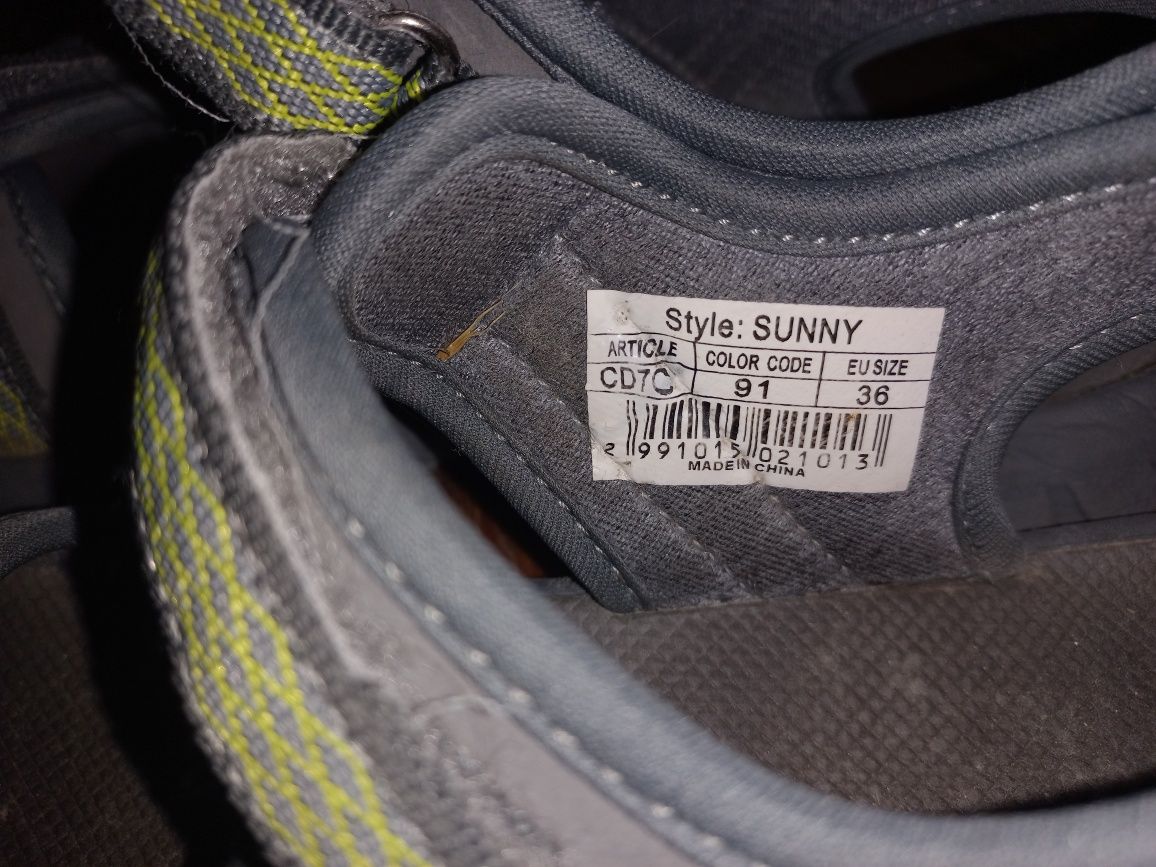 Style: SUNNY
ARTICLE COLOR CODE EU SIZE
CD7C 91 36
2 991015 021013
MADE IN CHINA